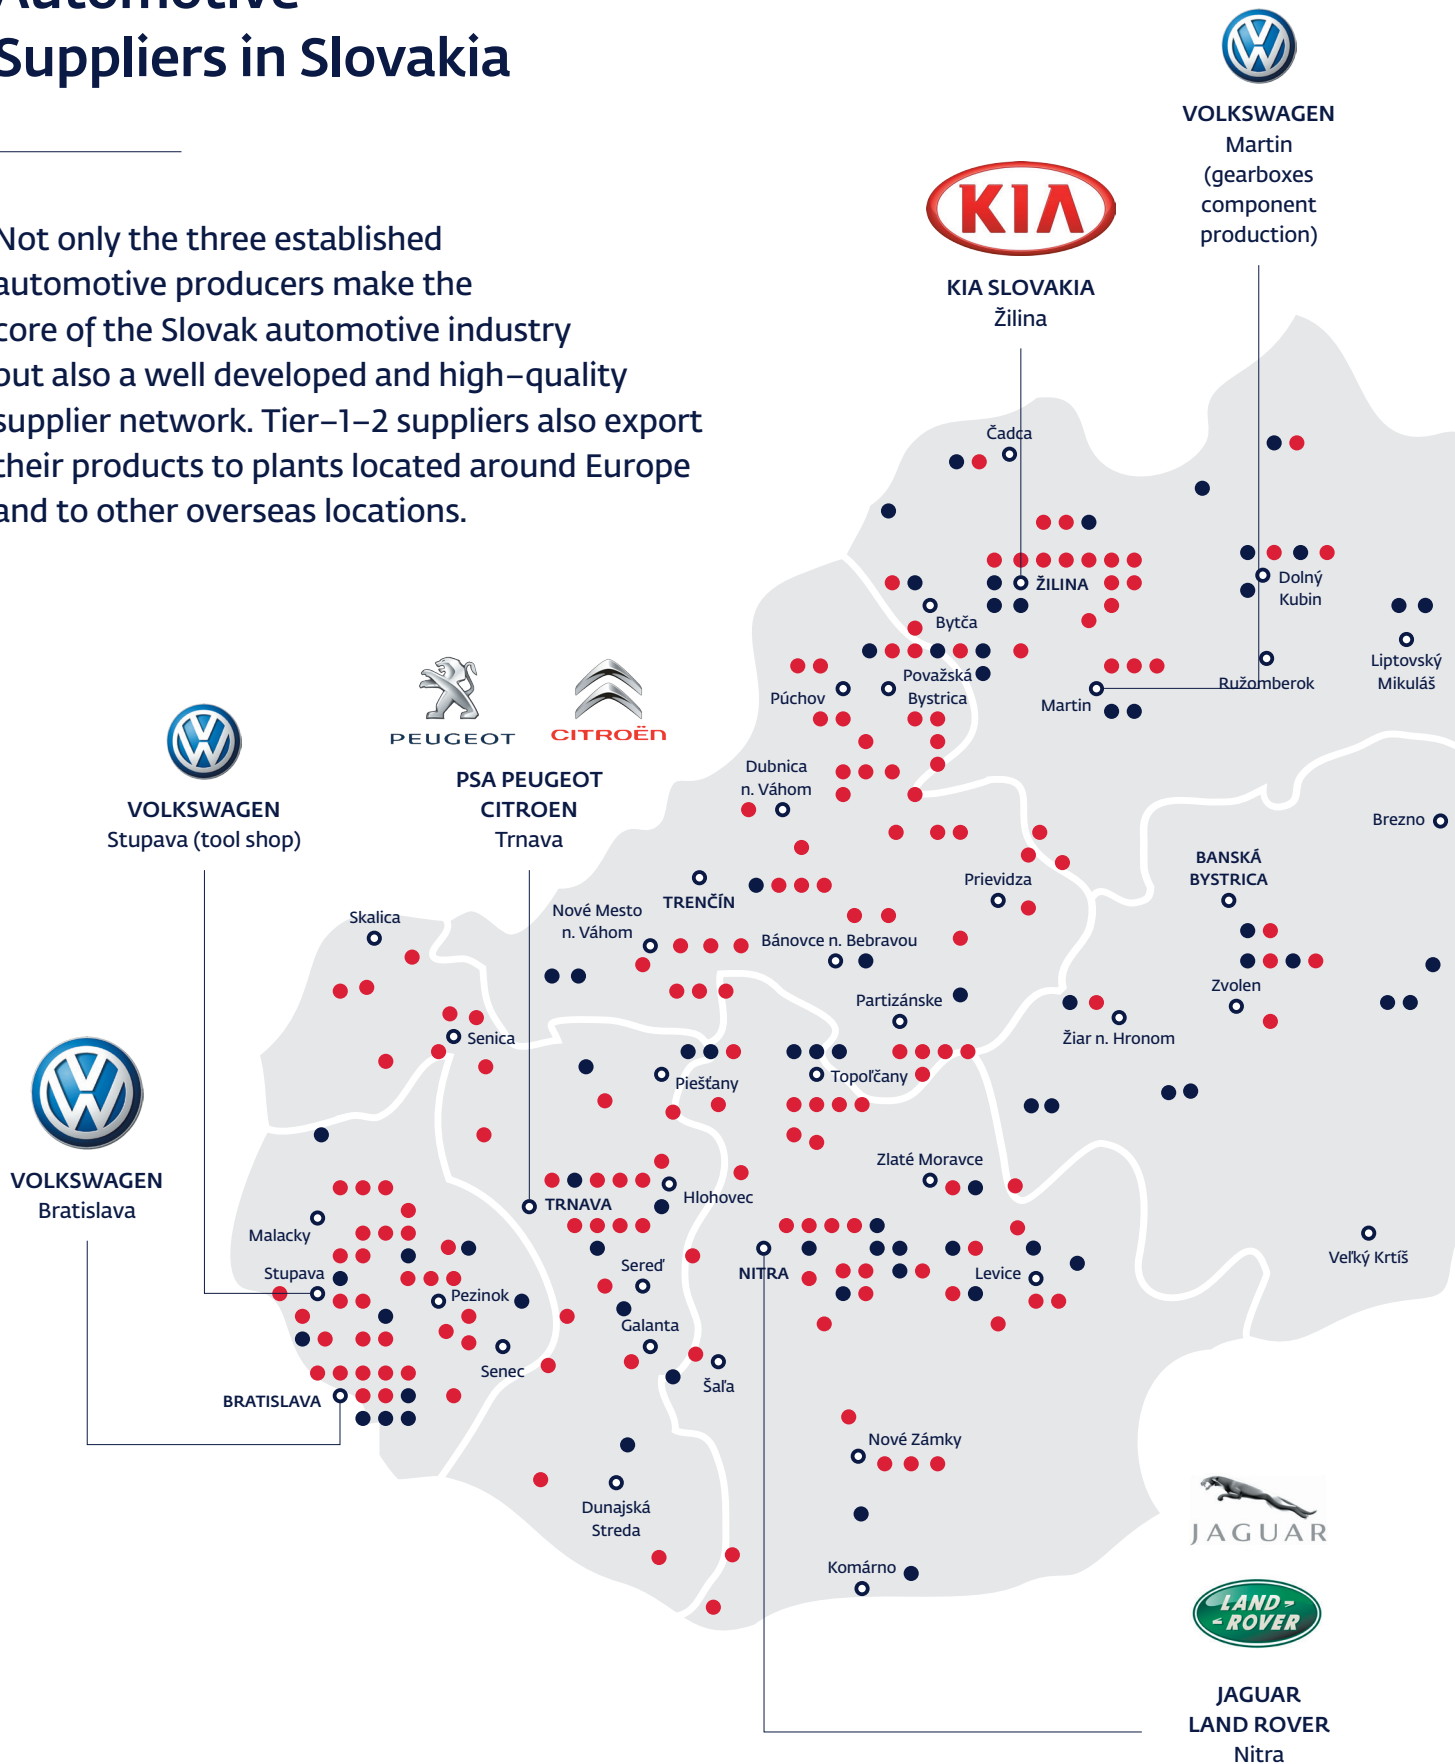 Automotive
Suppliers in Slovakia
Not only the three established
automotive producers make the
core of the Slovak automotive industry
but also a well developed and high–quality
supplier network. Tier–1–2 suppliers also export
their products to plants located around Europe
and to other overseas locations.
VOLKSWAGEN
Martin
(gearboxes
component
production)
KIA
KIA SLOVAKIA
Žilina
PEUGEOT
CITROËN
PSA PEUGEOT
CITROEN
Trnava
VOLKSWAGEN
Stupava (tool shop)
VOLKSWAGEN
Bratislava
Čadca
ŽILINA
Dolný
Kubin
Bytča
Liptovský
Mikuláš
Považská
Bystrica
Púchov
Martin
Ružomberok
Dubnica
n. Váhom
Brezno
BANSKÁ
BYSTRICA
TRENČÍN
Prievidza
Skalica
Nové Mesto
n. Váhom
Bánovce n. Bebravou
Zvolen
Partizánske
Žiar n. Hronom
Senica
Piešťany
Topoľčany
Zlaté Moravce
Hlohovec
TRNAVA
Malacky
Veľký Krtíš
Stupava
Sereď
NITRA
Levice
Pezinok
Galanta
Senec
Šaľa
BRATISLAVA
Nové Zámky
Dunajská
Streda
Komárno
JAGUAR
LAND-
-ROVER
JAGUAR
LAND ROVER
Nitra